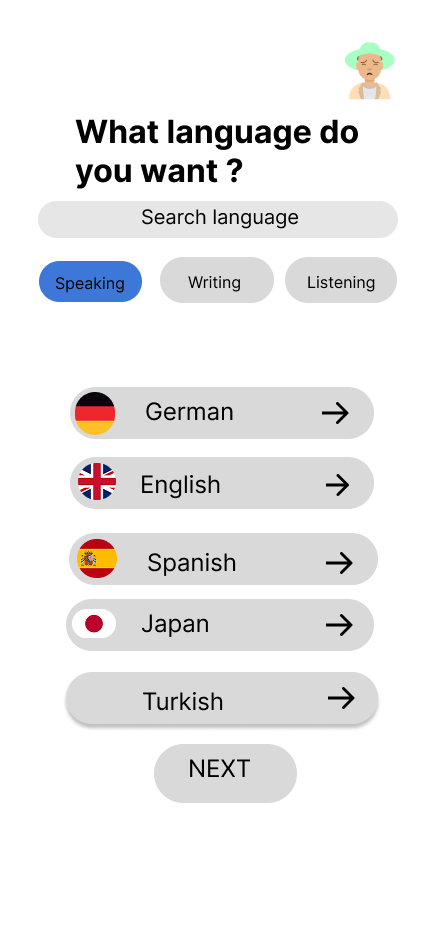 What language do
you want ?
Search language
Speaking
Writing
Listening
German
English
Spanish
Japan
Turkish
NEXT